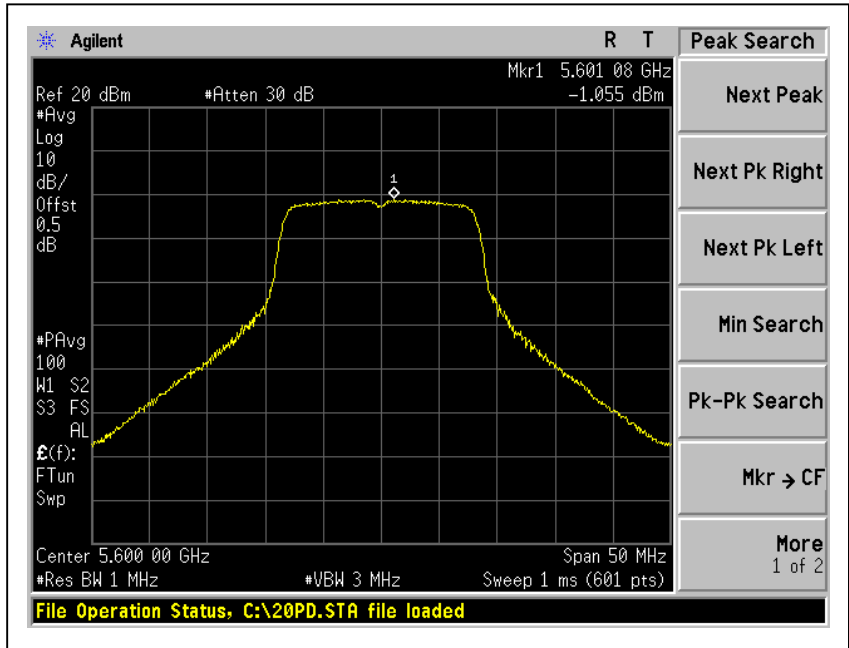 Agilent R T Peak Search
Mkr1 5.601 08 GHz
Ref 20 dBm #Atten 30 dB -1.055 dBm
#Avg
Log
10
dB/
Offst
0.5
dB
1
#PAvg
100
W1 S2
S3 FS
AL
£(f):
FTun
Swp
Center 5.600 00 GHz Span 50 MHz
#Res BW 1 MHz #VBW 3 MHz Sweep 1 ms (601 pts)
File Operation Status, C:\20PD.STA file loaded
Next Peak
Next Pk Right
Next Pk Left
Min Search
Pk-Pk Search
Mkr → CF
More
1 of 2